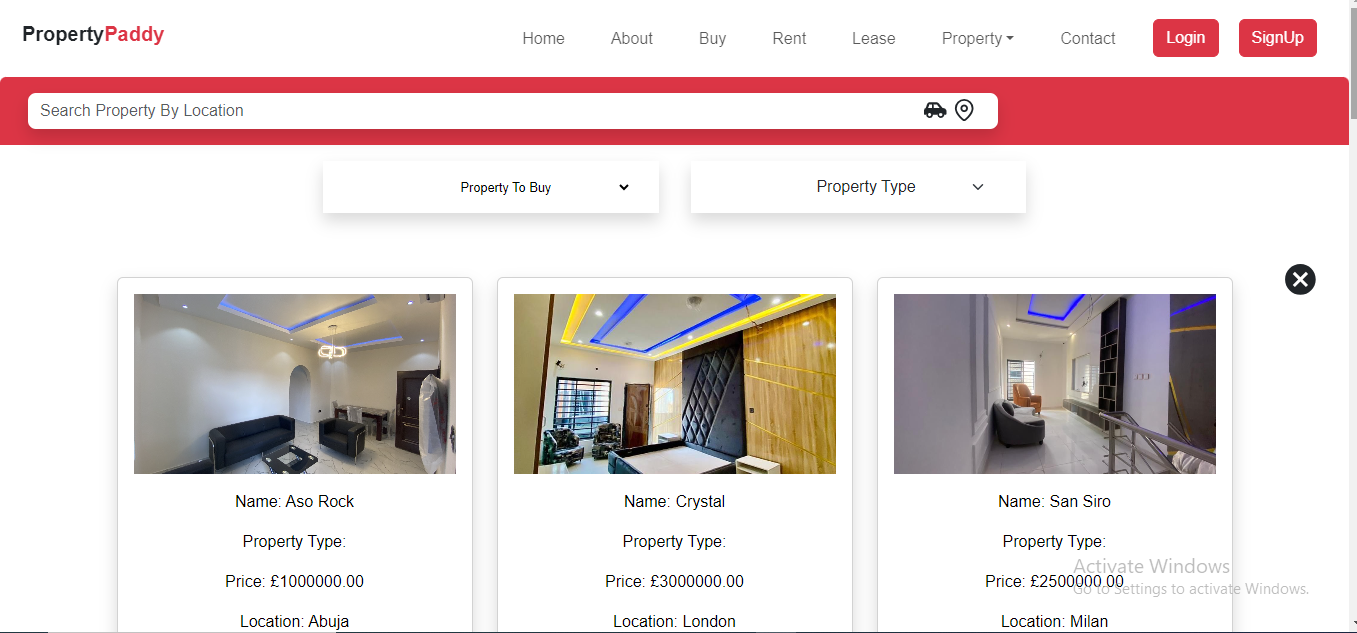 PropertyPaddy Home About Buy Rent Lease Property Contact Login SignUp
Search Property By Location
Property To Buy Property Type
Name: Aso Rock Name: Crystal Name: San Siro
Property Type: Property Type: Property Type:
Price: £1000000.00 Price: £3000000.00 Price: £2500000.00
Location: Abuja Location: London Location: Milan
Activate Windows
Go to Settings to activate Windows.